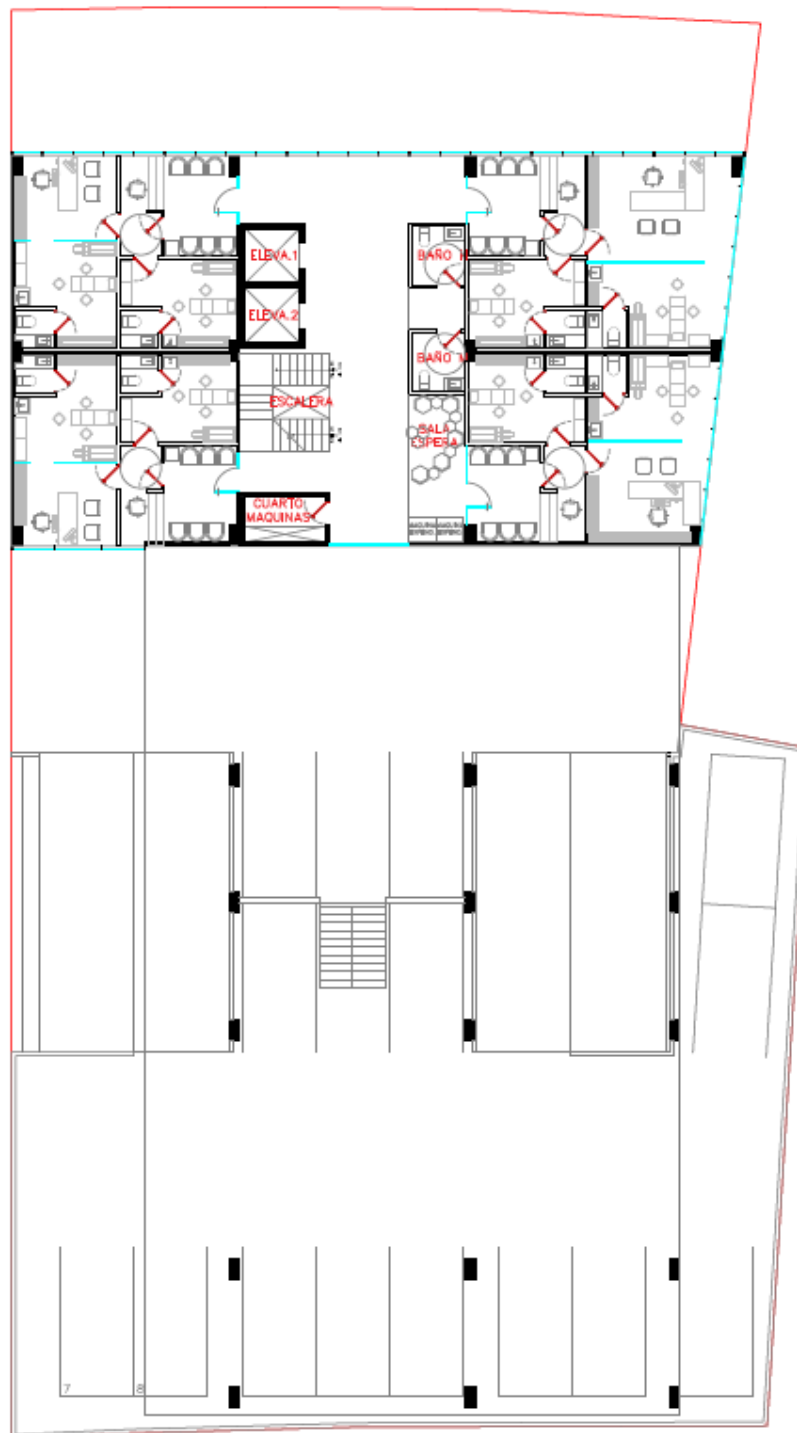 ELEVA.1
BAÑO H
ELEVA.2
BAÑO M
ESCALERA
SALA
ESPERA
CUARTO
MAQUINAS
7
8